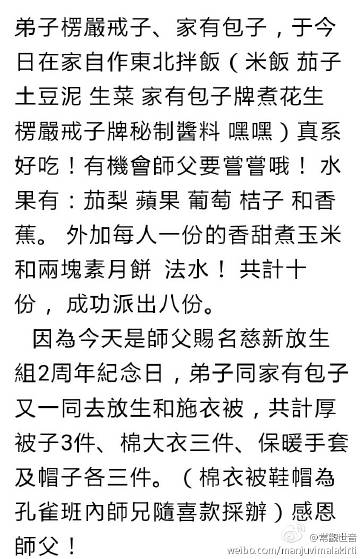 弟子楞嚴戒子、家有包子，于今
日在家自作東北拌飯（米飯 茄子
土豆泥 生菜 家有包子牌煮花生
楞嚴戒子牌秘制醬料 嘿嘿）真系
好吃！有機會師父要嘗嘗哦！ 水
果有：茄梨 蘋果 葡萄 桔子 和香
蕉。 外加每人一份的香甜煮玉米
和兩塊素月餅 法水！ 共計十
份， 成功派出八份。
因為今天是師父賜名慈新放生
組2周年紀念日，弟子同家有包子
又一同去放生和施衣被，共計厚
被子3件、棉大衣三件、保暖手套
及帽子各三件。（棉衣被鞋帽為
孔雀班內師兄隨喜款採辦）感恩
師父！
@常觀世音
weibo.com/manjuvimalakirti